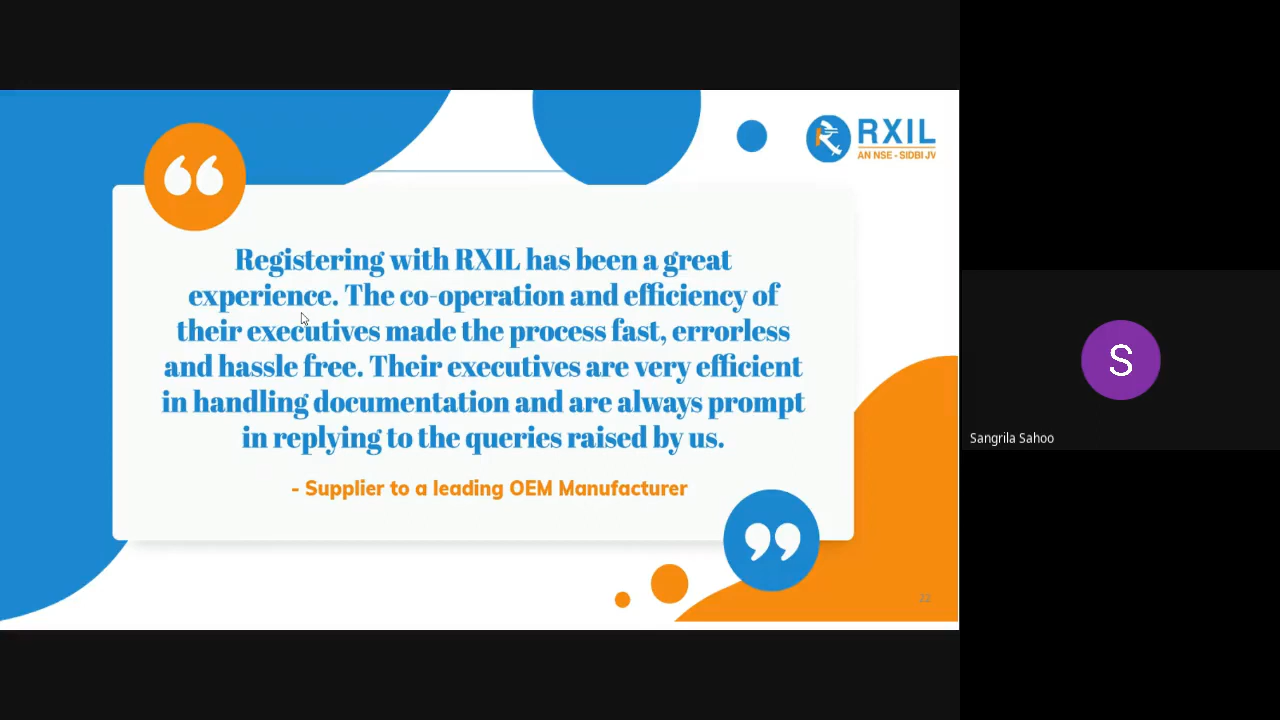 RXIL
AN NSE - SIDBI JV
“
Registering with RXIL has been a great
experience. The co-operation and efficiency of
their executives made the process fast, errorless
and hassle free. Their executives are very efficient
in handling documentation and are always prompt
in replying to the queries raised by us.
- Supplier to a leading OEM Manufacturer
”
22
S
Sangrila Sahoo